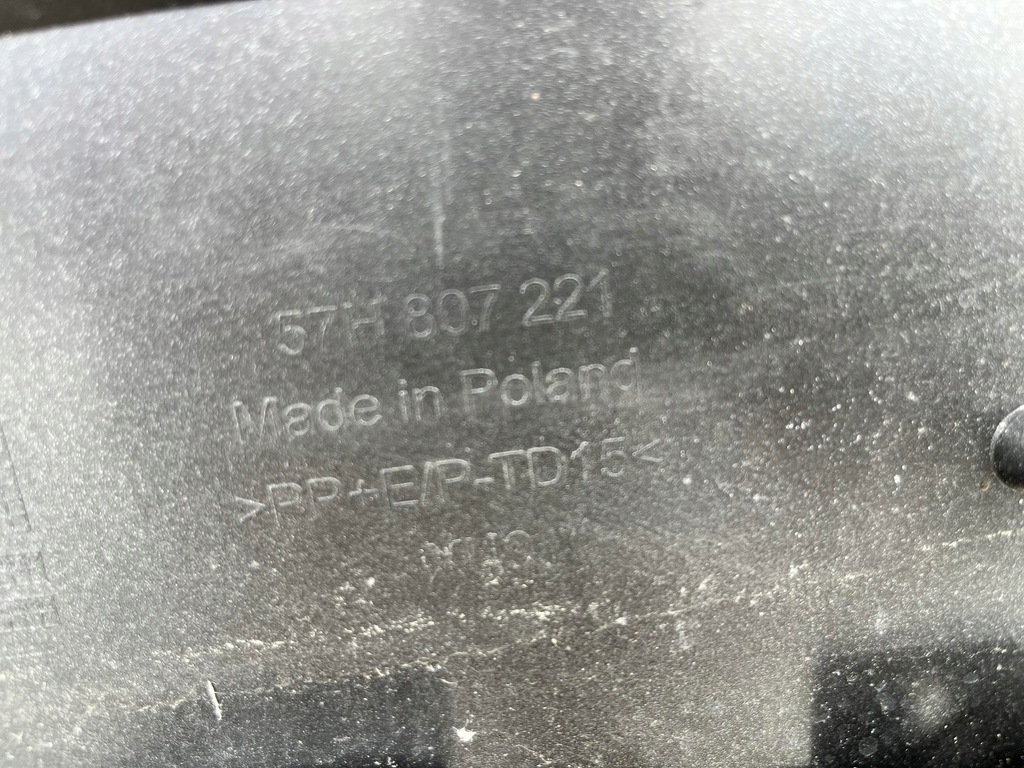 57H 807 221
Made in Poland
>PP+E/P-TD15<